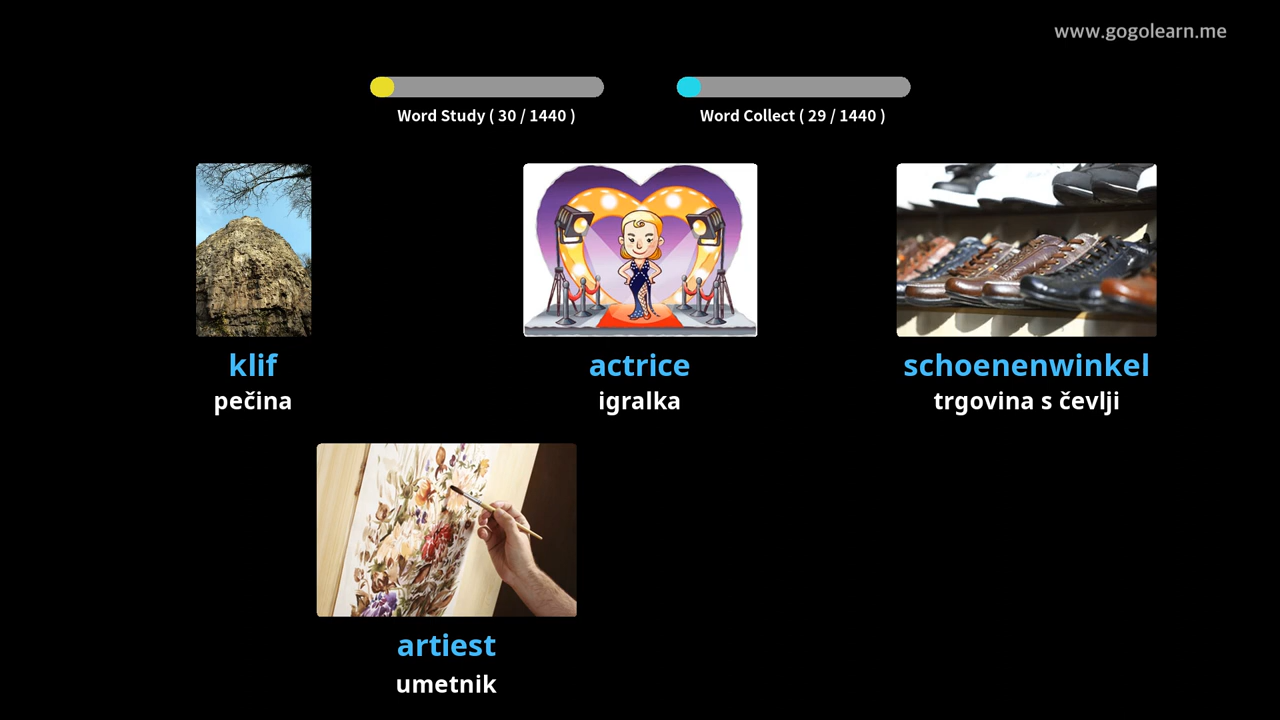 www.gogolearn.me
Word Study ( 30 / 1440 )
Word Collect ( 29 / 1440 )
klif
pečina
actrice
igralka
schoenenwinkel
trgovina s čevlji
artiest
umetnik